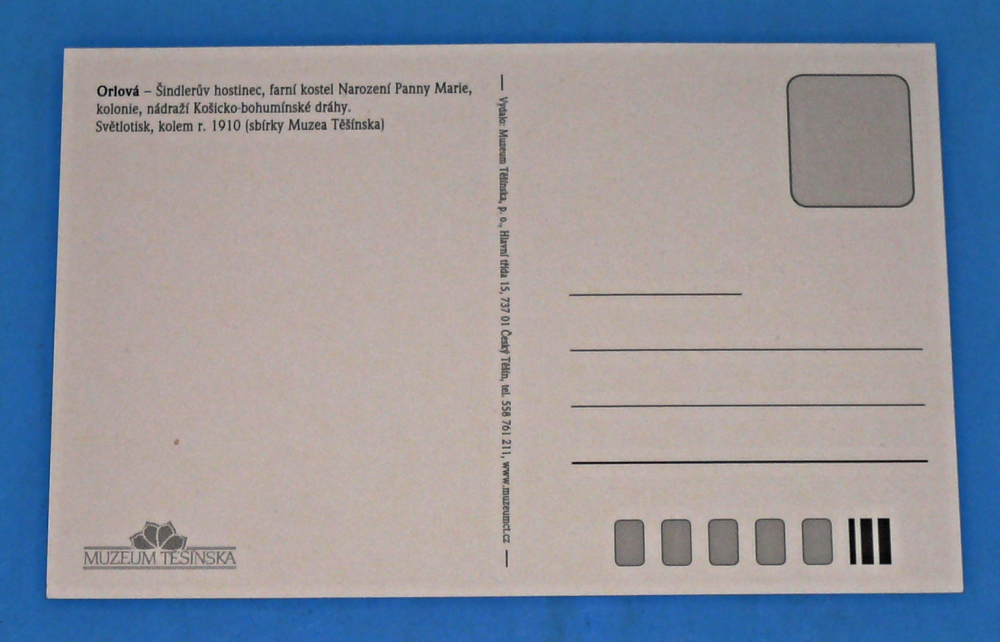 Orlová – Šindlerův hostinec, farní kostel Narození Panny Marie,
kolonie, nádraží Košicko-bohumínské dráhy.
Světlotisk, kolem r. 1910 (sbírky Muzea Těšínska)
Vydalo: Muzeum Těšínska, p. o., Hlavní třída 15, 737 01 Český Těšín, tel. 558 761 211, www.muzeumct.cz
MUZEUM TĚŠÍNSKA